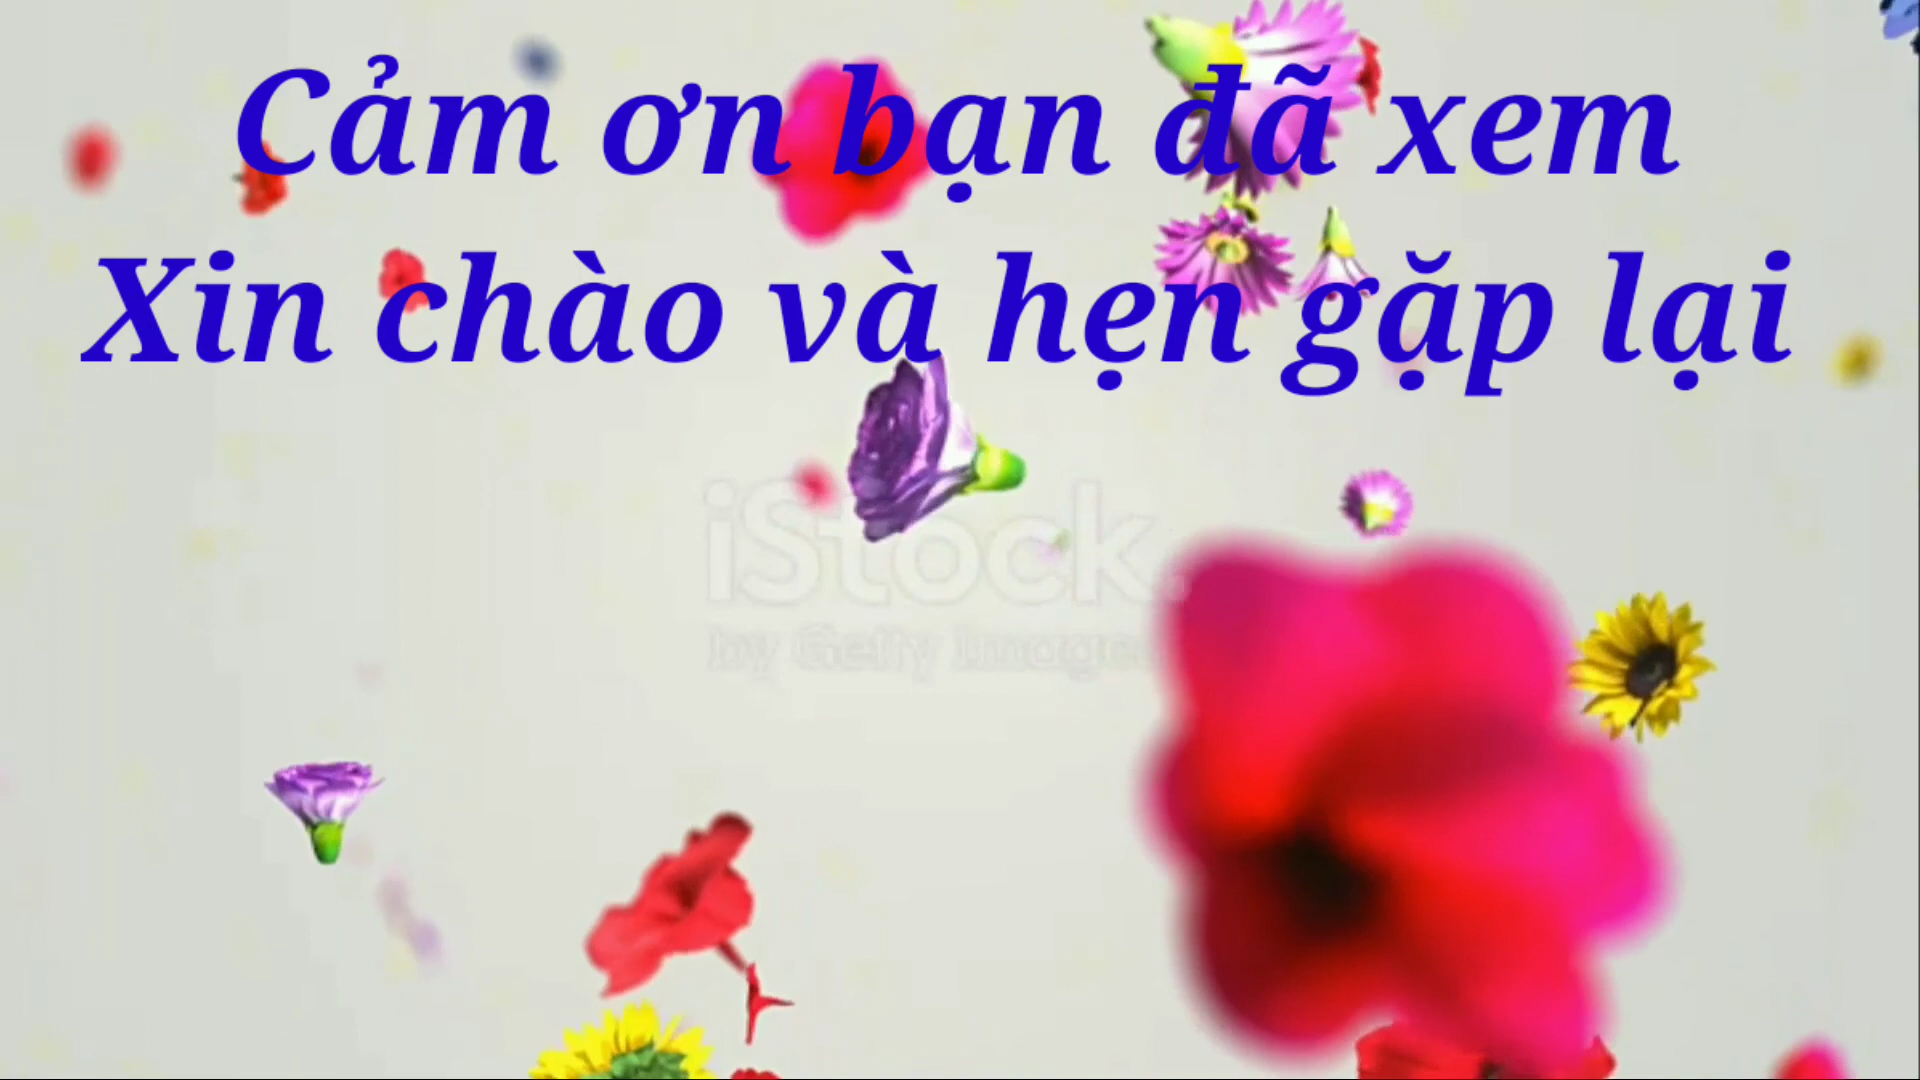 Cảm ơn bạn đã xem
Xin chào và hẹn gặp lại
iStock.
by Getty Images